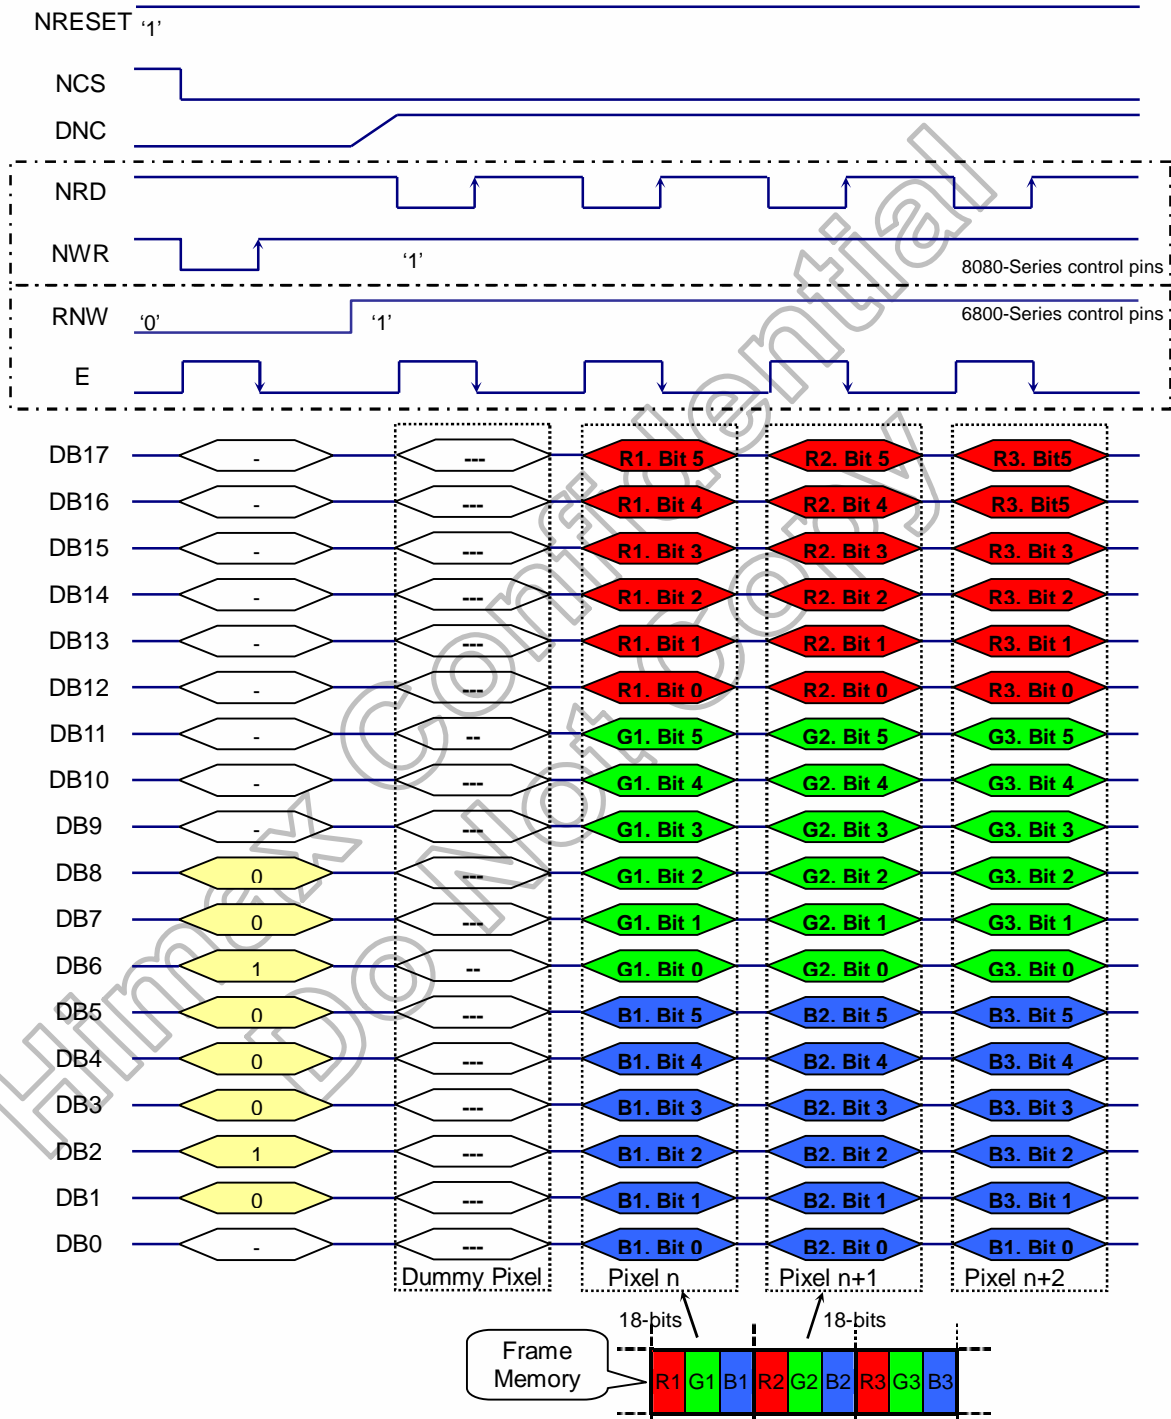 NRESET '1'
NCS
DNC
NRD
NWR '1'
8080-Series control pins
RNW '0' '1'
6800-Series control pins
E
DB17 - --- R1. Bit 5 R2. Bit 5 R3. Bit5
DB16 - --- R1. Bit 4 R2. Bit 4 R3. Bit5
DB15 - --- R1. Bit 3 R2. Bit 3 R3. Bit 3
DB14 - --- R1. Bit 2 R2. Bit 2 R3. Bit 2
DB13 - --- R1. Bit 1 R2. Bit 1 R3. Bit 1
DB12 - --- R1. Bit 0 R2. Bit 0 R3. Bit 0
DB11 - -- G1. Bit 5 G2. Bit 5 G3. Bit 5
DB10 - --- G1. Bit 4 G2. Bit 4 G3. Bit 4
DB9 - --- G1. Bit 3 G2. Bit 3 G3. Bit 3
DB8 0 --- G1. Bit 2 G2. Bit 2 G3. Bit 2
DB7 0 --- G1. Bit 1 G2. Bit 1 G3. Bit 1
DB6 1 -- G1. Bit 0 G2. Bit 0 G3. Bit 0
DB5 0 --- B1. Bit 5 B2. Bit 5 B3. Bit 5
DB4 0 --- B1. Bit 4 B2. Bit 4 B3. Bit 4
DB3 0 --- B1. Bit 3 B2. Bit 3 B3. Bit 3
DB2 1 --- B1. Bit 2 B2. Bit 2 B3. Bit 2
DB1 0 --- B1. Bit 1 B2. Bit 1 B3. Bit 1
DB0 - --- B1. Bit 0 B2. Bit 0 B1. Bit 0
Dummy Pixel Pixel n Pixel n+1 Pixel n+2
18-bits 18-bits
Frame
Memory
R1 G1 B1 R2 G2 B2 R3 G3 B3
Himax Confidential
Do Not Copy